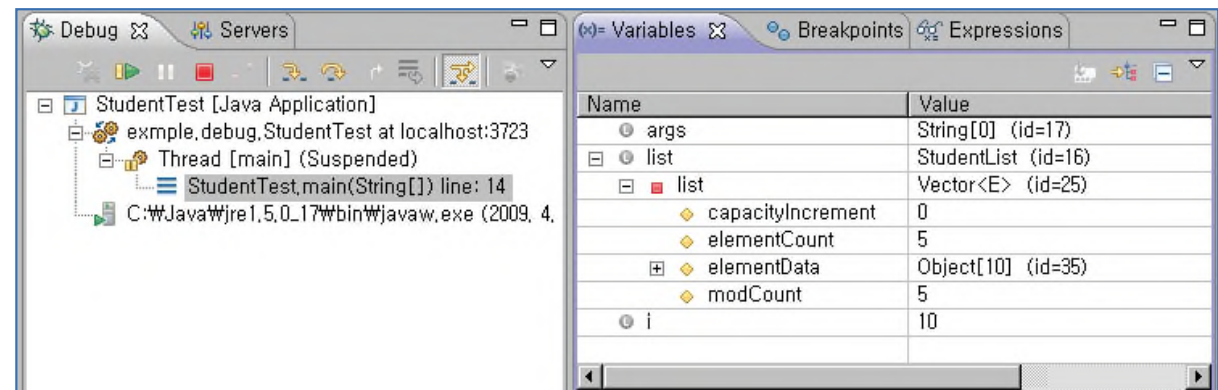 Debug Servers
StudentTest [Java Application]
exmple.debug.StudentTest at localhost:3723
Thread [main] (Suspended)
StudentTest.main(String[]) line: 14
C:₩Java₩jre1.5.0_17₩bin₩javaw.exe (2009. 4.
(x)= Variables Breakpoints Expressions
Name Value
args String[0] (id=17)
list StudentList (id=16)
list Vector<E> (id=25)
capacityIncrement 0
elementCount 5
elementData Object[10] (id=35)
modCount 5
i 10